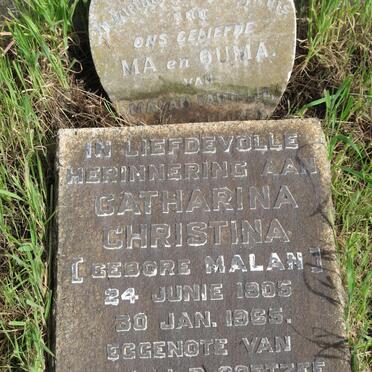 ONS GELIEFDE
MA en OUMA.
VAN
IN LIEFDEVOLLE
HERINNERING AAN
CATHARINA
CHRISTINA
[GEBORE MALAN]
24 JUNIE 1905
30 JAN. 1965.
EGGENOTE VAN